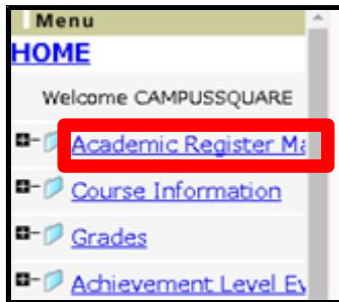 Menu
HOME
Welcome CAMPUSSQUARE
Academic Register Ma
Course Information
Grades
Achievement Level Ev